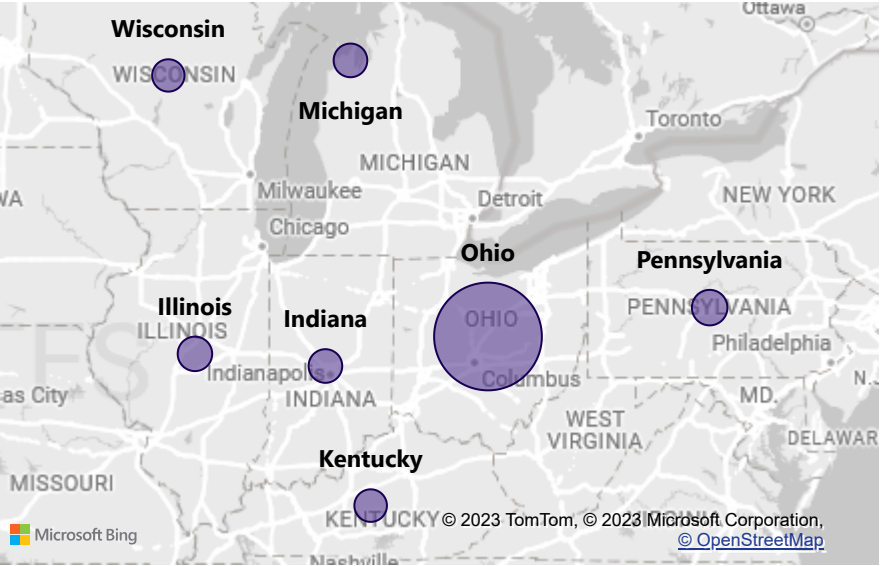 Ottawa
Wisconsin
WISCONSIN
Michigan
Toronto
MICHIGAN
Milwaukee
Detroit
NEW YORK
Chicago
Ohio
Pennsylvania
Illinois
ILLINOIS
Indiana
OHIO
PENNSYLVANIA
Philadelphia
Indianapolis
Columbus
INDIANA
as City
MD.
N.J
WEST
VIRGINIA
DELAWAR
Kentucky
MISSOURI
KENTUCKY
© 2023 TomTom, © 2023 Microsoft Corporation,
© OpenStreetMap
Microsoft Bing
Nashville